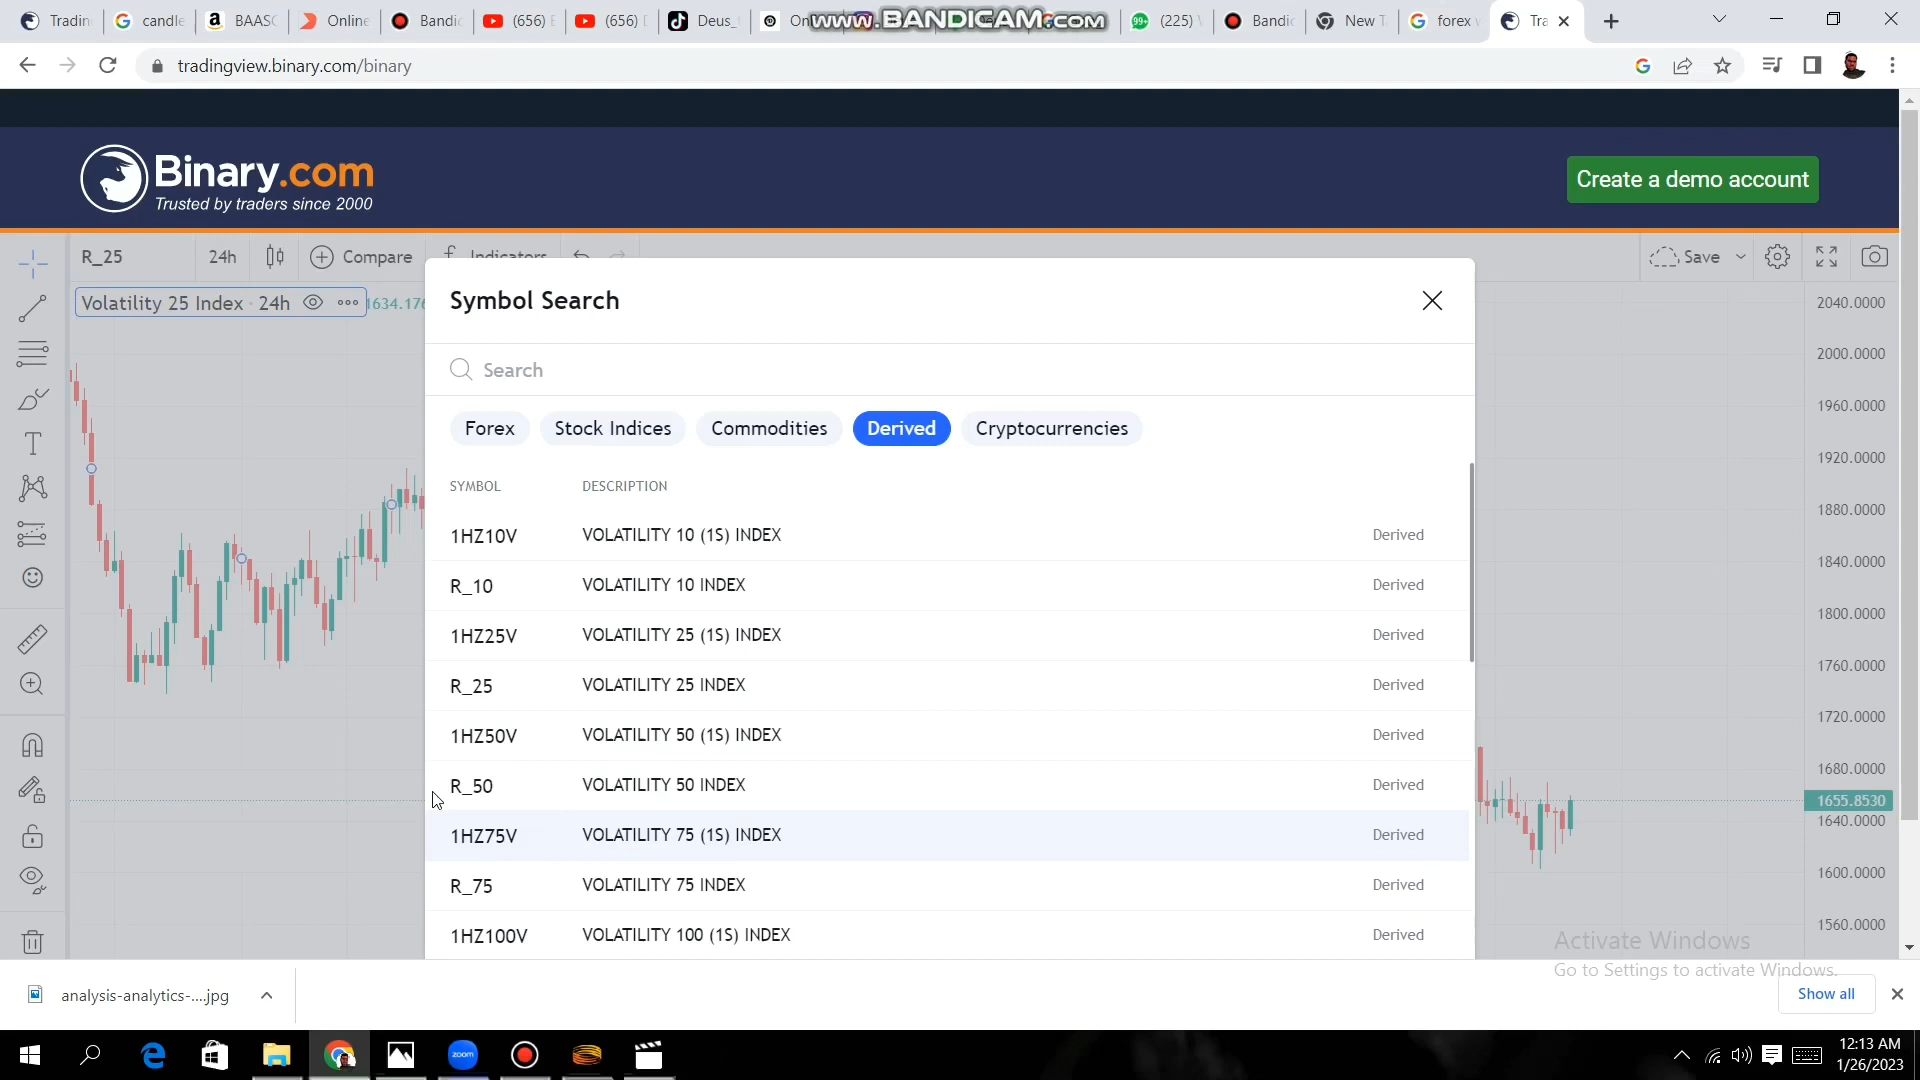 Tradin
candle
BAASC
Online
Bandic
(656) E
(656)
Deus_
On
www.BANDICAM.com
(225)
Bandic
New T
forex
Tra
tradingview.binary.com/binary
Binary.com
Trusted by traders since 2000
Create a demo account
R_25
24h
Compare
Indicators
Save
Volatility 25 Index · 24h
1634.176
Symbol Search
Search
Forex
Stock Indices
Commodities
Derived
Cryptocurrencies
SYMBOL DESCRIPTION
1HZ10V VOLATILITY 10 (1S) INDEX Derived
R_10 VOLATILITY 10 INDEX Derived
1HZ25V VOLATILITY 25 (1S) INDEX Derived
R_25 VOLATILITY 25 INDEX Derived
1HZ50V VOLATILITY 50 (1S) INDEX Derived
R_50 VOLATILITY 50 INDEX Derived
1HZ75V VOLATILITY 75 (1S) INDEX Derived
R_75 VOLATILITY 75 INDEX Derived
1HZ100V VOLATILITY 100 (1S) INDEX Derived
2040.0000
2000.0000
1960.0000
1920.0000
1880.0000
1840.0000
1800.0000
1760.0000
1720.0000
1680.0000
1655.8530
1640.0000
1600.0000
1560.0000
Activate Windows
Go to Settings to activate Windows.
analysis-analytics-....jpg
Show all
zoom
12:13 AM
1/26/2023